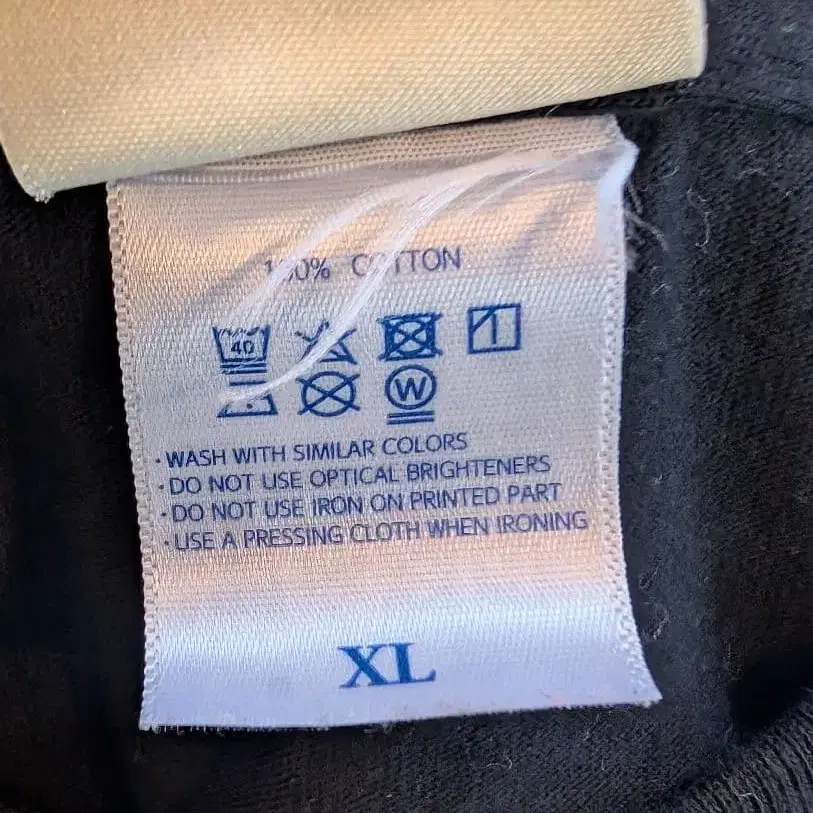 100% COTTON
40
W
· WASH WITH SIMILAR COLORS
· DO NOT USE OPTICAL BRIGHTENERS
· DO NOT USE IRON ON PRINTED PART
· USE A PRESSING CLOTH WHEN IRONING
XL